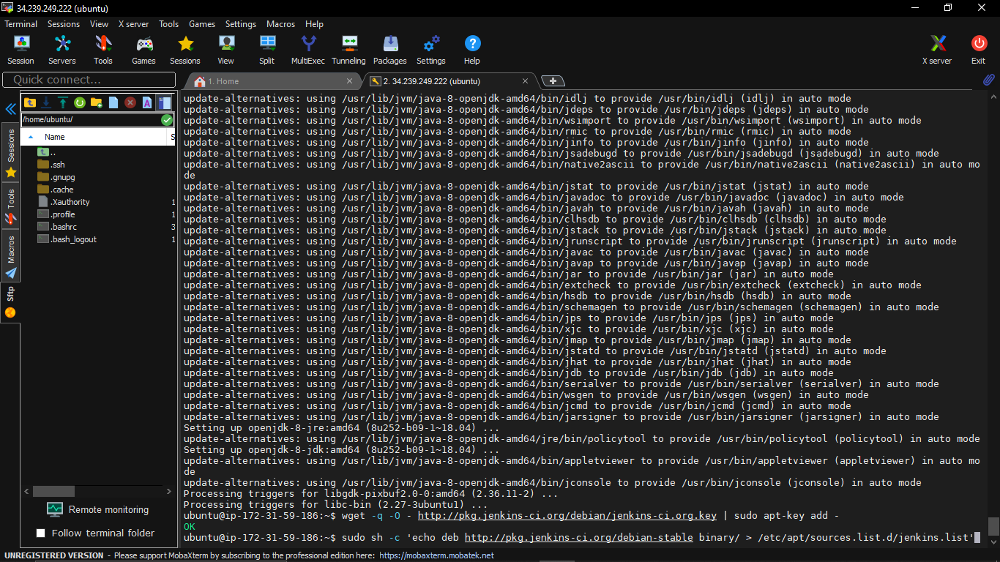 34.239.249.222 (ubuntu)
Terminal Sessions View X server Tools Games Settings Macros Help
Session Servers Tools Games Sessions View Split MultiExec Tunneling Packages Settings Help X server Exit
Quick connect...
1. Home
2. 34.239.249.222 (ubuntu)
/home/ubuntu/
Name S
..
.ssh
.gnupg
.cache
.Xauthority 1
.profile 1
.bashrc 3
.bash_logout 1
Sessions
Tools
Macros
Sftp
Remote monitoring
Follow terminal folder
update-alternatives: using /usr/lib/jvm/java-8-openjdk-amd64/bin/idlj to provide /usr/bin/idlj (idlj) in auto mode
update-alternatives: using /usr/lib/jvm/java-8-openjdk-amd64/bin/jdeps to provide /usr/bin/jdeps (jdeps) in auto mode
update-alternatives: using /usr/lib/jvm/java-8-openjdk-amd64/bin/wsimport to provide /usr/bin/wsimport (wsimport) in auto mode
update-alternatives: using /usr/lib/jvm/java-8-openjdk-amd64/bin/rmic to provide /usr/bin/rmic (rmic) in auto mode
update-alternatives: using /usr/lib/jvm/java-8-openjdk-amd64/bin/jinfo to provide /usr/bin/jinfo (jinfo) in auto mode
update-alternatives: using /usr/lib/jvm/java-8-openjdk-amd64/bin/jsadebugd to provide /usr/bin/jsadebugd (jsadebugd) in auto mode
update-alternatives: using /usr/lib/jvm/java-8-openjdk-amd64/bin/native2ascii to provide /usr/bin/native2ascii (native2ascii) in auto mo
de
update-alternatives: using /usr/lib/jvm/java-8-openjdk-amd64/bin/jstat to provide /usr/bin/jstat (jstat) in auto mode
update-alternatives: using /usr/lib/jvm/java-8-openjdk-amd64/bin/javadoc to provide /usr/bin/javadoc (javadoc) in auto mode
update-alternatives: using /usr/lib/jvm/java-8-openjdk-amd64/bin/javah to provide /usr/bin/javah (javah) in auto mode
update-alternatives: using /usr/lib/jvm/java-8-openjdk-amd64/bin/clhsdb to provide /usr/bin/clhsdb (clhsdb) in auto mode
update-alternatives: using /usr/lib/jvm/java-8-openjdk-amd64/bin/jstack to provide /usr/bin/jstack (jstack) in auto mode
update-alternatives: using /usr/lib/jvm/java-8-openjdk-amd64/bin/jrunscript to provide /usr/bin/jrunscript (jrunscript) in auto mode
update-alternatives: using /usr/lib/jvm/java-8-openjdk-amd64/bin/javac to provide /usr/bin/javac (javac) in auto mode
update-alternatives: using /usr/lib/jvm/java-8-openjdk-amd64/bin/javap to provide /usr/bin/javap (javap) in auto mode
update-alternatives: using /usr/lib/jvm/java-8-openjdk-amd64/bin/jar to provide /usr/bin/jar (jar) in auto mode
update-alternatives: using /usr/lib/jvm/java-8-openjdk-amd64/bin/extcheck to provide /usr/bin/extcheck (extcheck) in auto mode
update-alternatives: using /usr/lib/jvm/java-8-openjdk-amd64/bin/hsdb to provide /usr/bin/hsdb (hsdb) in auto mode
update-alternatives: using /usr/lib/jvm/java-8-openjdk-amd64/bin/schemagen to provide /usr/bin/schemagen (schemagen) in auto mode
update-alternatives: using /usr/lib/jvm/java-8-openjdk-amd64/bin/jps to provide /usr/bin/jps (jps) in auto mode
update-alternatives: using /usr/lib/jvm/java-8-openjdk-amd64/bin/xjc to provide /usr/bin/xjc (xjc) in auto mode
update-alternatives: using /usr/lib/jvm/java-8-openjdk-amd64/bin/jmap to provide /usr/bin/jmap (jmap) in auto mode
update-alternatives: using /usr/lib/jvm/java-8-openjdk-amd64/bin/jstatd to provide /usr/bin/jstatd (jstatd) in auto mode
update-alternatives: using /usr/lib/jvm/java-8-openjdk-amd64/bin/jhat to provide /usr/bin/jhat (jhat) in auto mode
update-alternatives: using /usr/lib/jvm/java-8-openjdk-amd64/bin/jdb to provide /usr/bin/jdb (jdb) in auto mode
update-alternatives: using /usr/lib/jvm/java-8-openjdk-amd64/bin/serialver to provide /usr/bin/serialver (serialver) in auto mode
update-alternatives: using /usr/lib/jvm/java-8-openjdk-amd64/bin/wsgen to provide /usr/bin/wsgen (wsgen) in auto mode
update-alternatives: using /usr/lib/jvm/java-8-openjdk-amd64/bin/jcmd to provide /usr/bin/jcmd (jcmd) in auto mode
update-alternatives: using /usr/lib/jvm/java-8-openjdk-amd64/bin/jarsigner to provide /usr/bin/jarsigner (jarsigner) in auto mode
Setting up openjdk-8-jre:amd64 (8u252-b09-1~18.04) ...
update-alternatives: using /usr/lib/jvm/java-8-openjdk-amd64/jre/bin/policytool to provide /usr/bin/policytool (policytool) in auto mode
Setting up openjdk-8-jdk:amd64 (8u252-b09-1~18.04) ...
update-alternatives: using /usr/lib/jvm/java-8-openjdk-amd64/bin/appletviewer to provide /usr/bin/appletviewer (appletviewer) in auto mo
de
update-alternatives: using /usr/lib/jvm/java-8-openjdk-amd64/bin/jconsole to provide /usr/bin/jconsole (jconsole) in auto mode
Processing triggers for libgdk-pixbuf2.0-0:amd64 (2.36.11-2) ...
Processing triggers for libc-bin (2.27-3ubuntu1) ...
ubuntu@ip-172-31-59-186:~$ wget -q -O - http://pkg.jenkins-ci.org/debian/jenkins-ci.org.key | sudo apt-key add -
OK
ubuntu@ip-172-31-59-186:~$ sudo sh -c 'echo deb http://pkg.jenkins-ci.org/debian-stable binary/ > /etc/apt/sources.list.d/jenkins.list'
UNREGISTERED VERSION - Please support MobaXterm by subscribing to the professional edition here: https://mobaxterm.mobatek.net